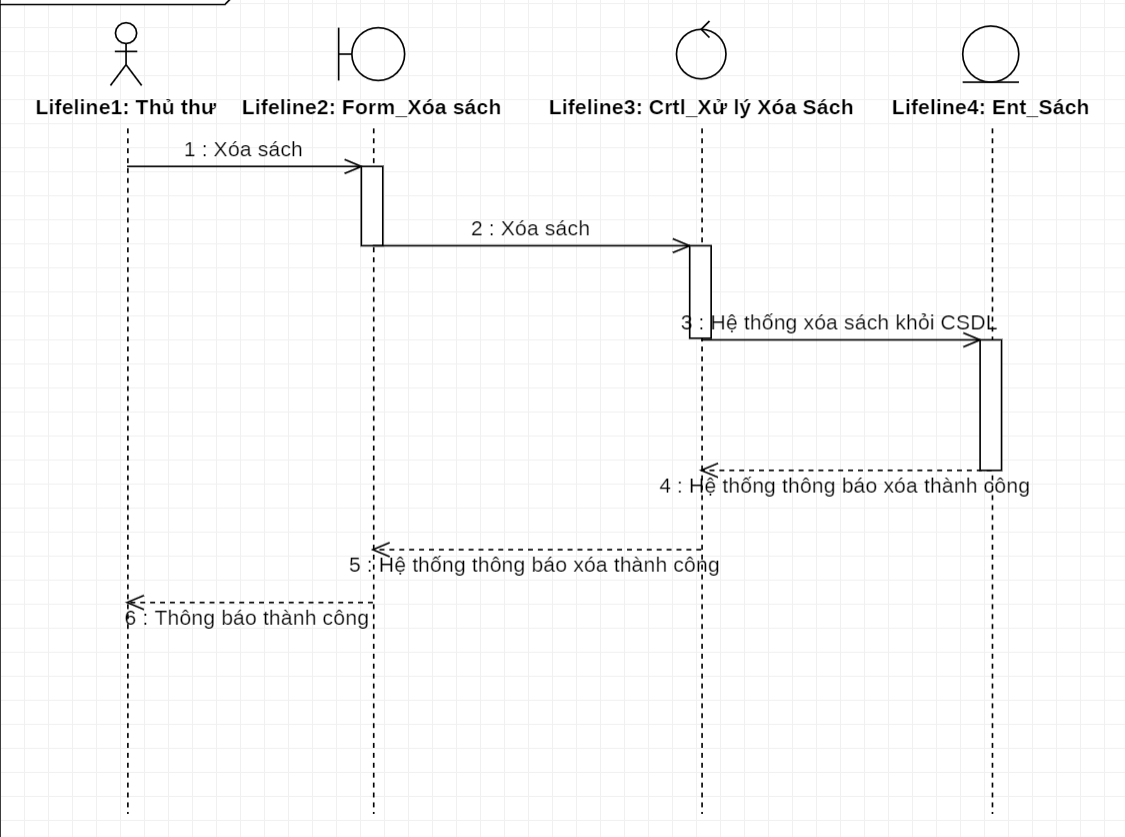 Lifeline1: Thủ thư
Lifeline2: Form_Xóa sách
Lifeline3: Crtl_Xử lý Xóa Sách
Lifeline4: Ent_Sách
1 : Xóa sách
2 : Xóa sách
3 : Hệ thống xóa sách khỏi CSDL
4 : Hệ thống thông báo xóa thành công
5 : Hệ thống thông báo xóa thành công
6 : Thông báo thành công